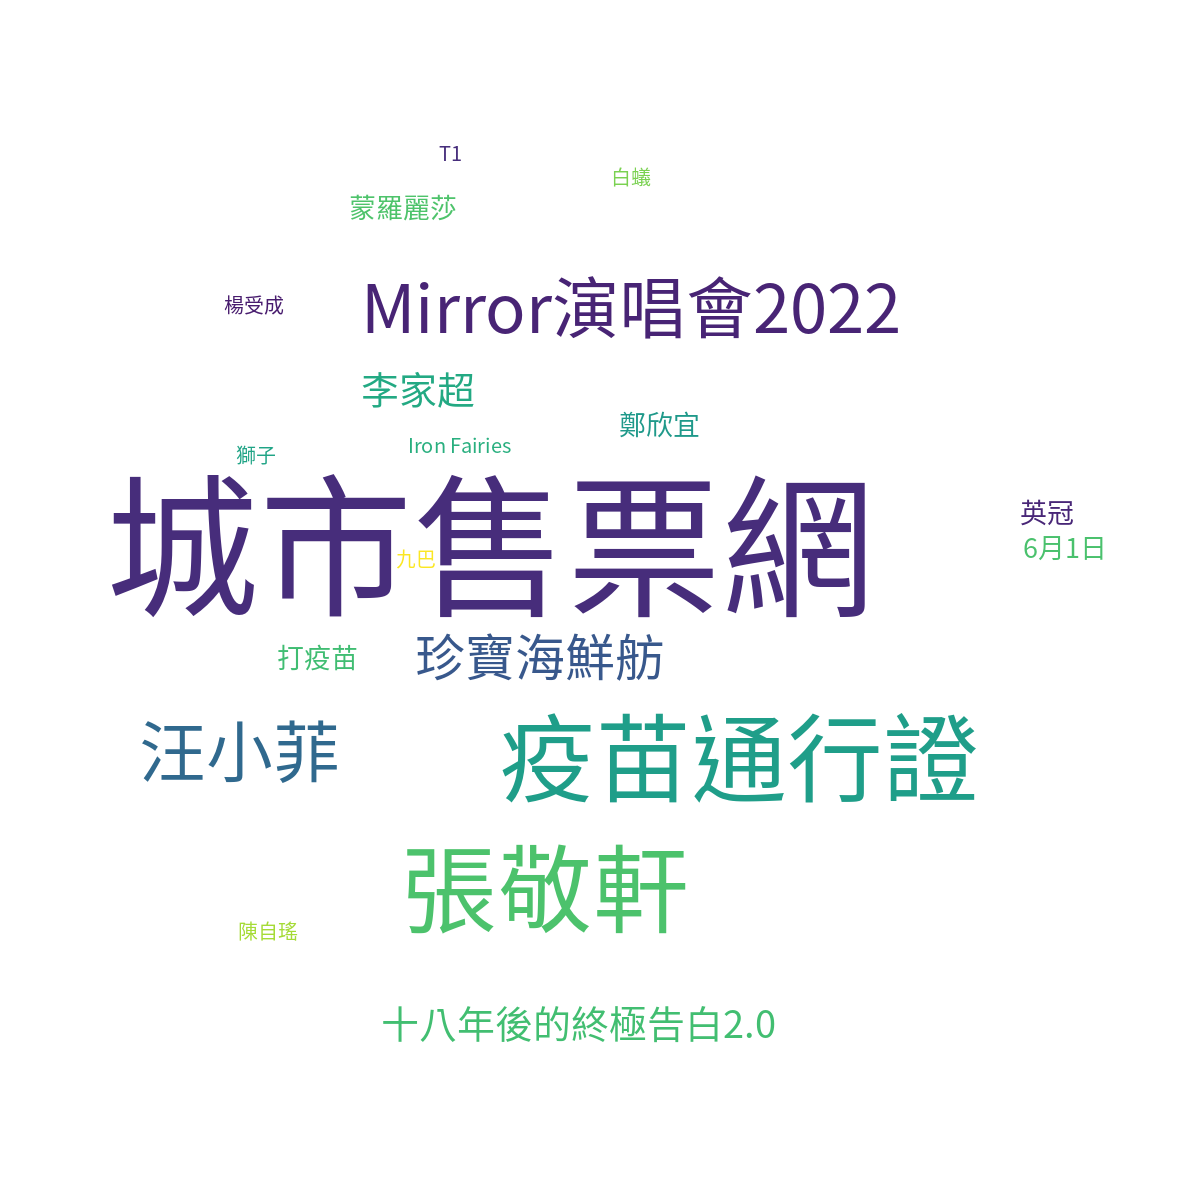 T1
白蟻
蒙羅麗莎
楊受成
Mirror演唱會2022
李家超
鄭欣宜
獅子
Iron Fairies
城市售票網
英冠
6月1日
九巴
打疫苗
珍寶海鮮舫
汪小菲
疫苗通行證
張敬軒
陳自瑤
十八年後的終極告白2.0